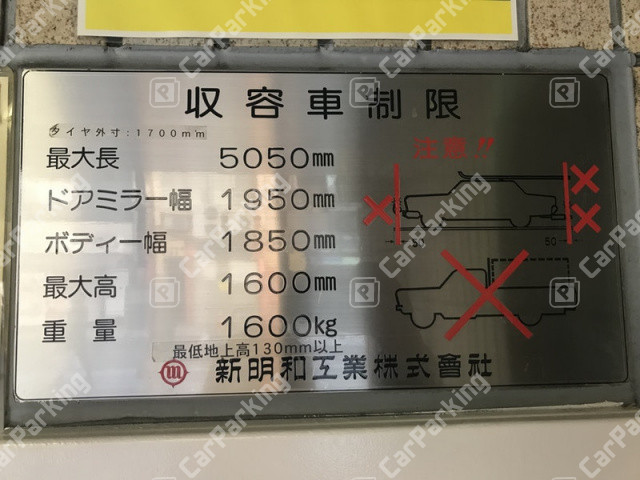 収容車制限
タイヤ外寸:1700mm
最大長 5050mm
ドアミラー幅 1950mm
ボディー幅 1850mm
最大高 1600mm
重量 1600kg
最低地上高130mm以上
新明和工業株式會社
注意!!
50 50
CarParking